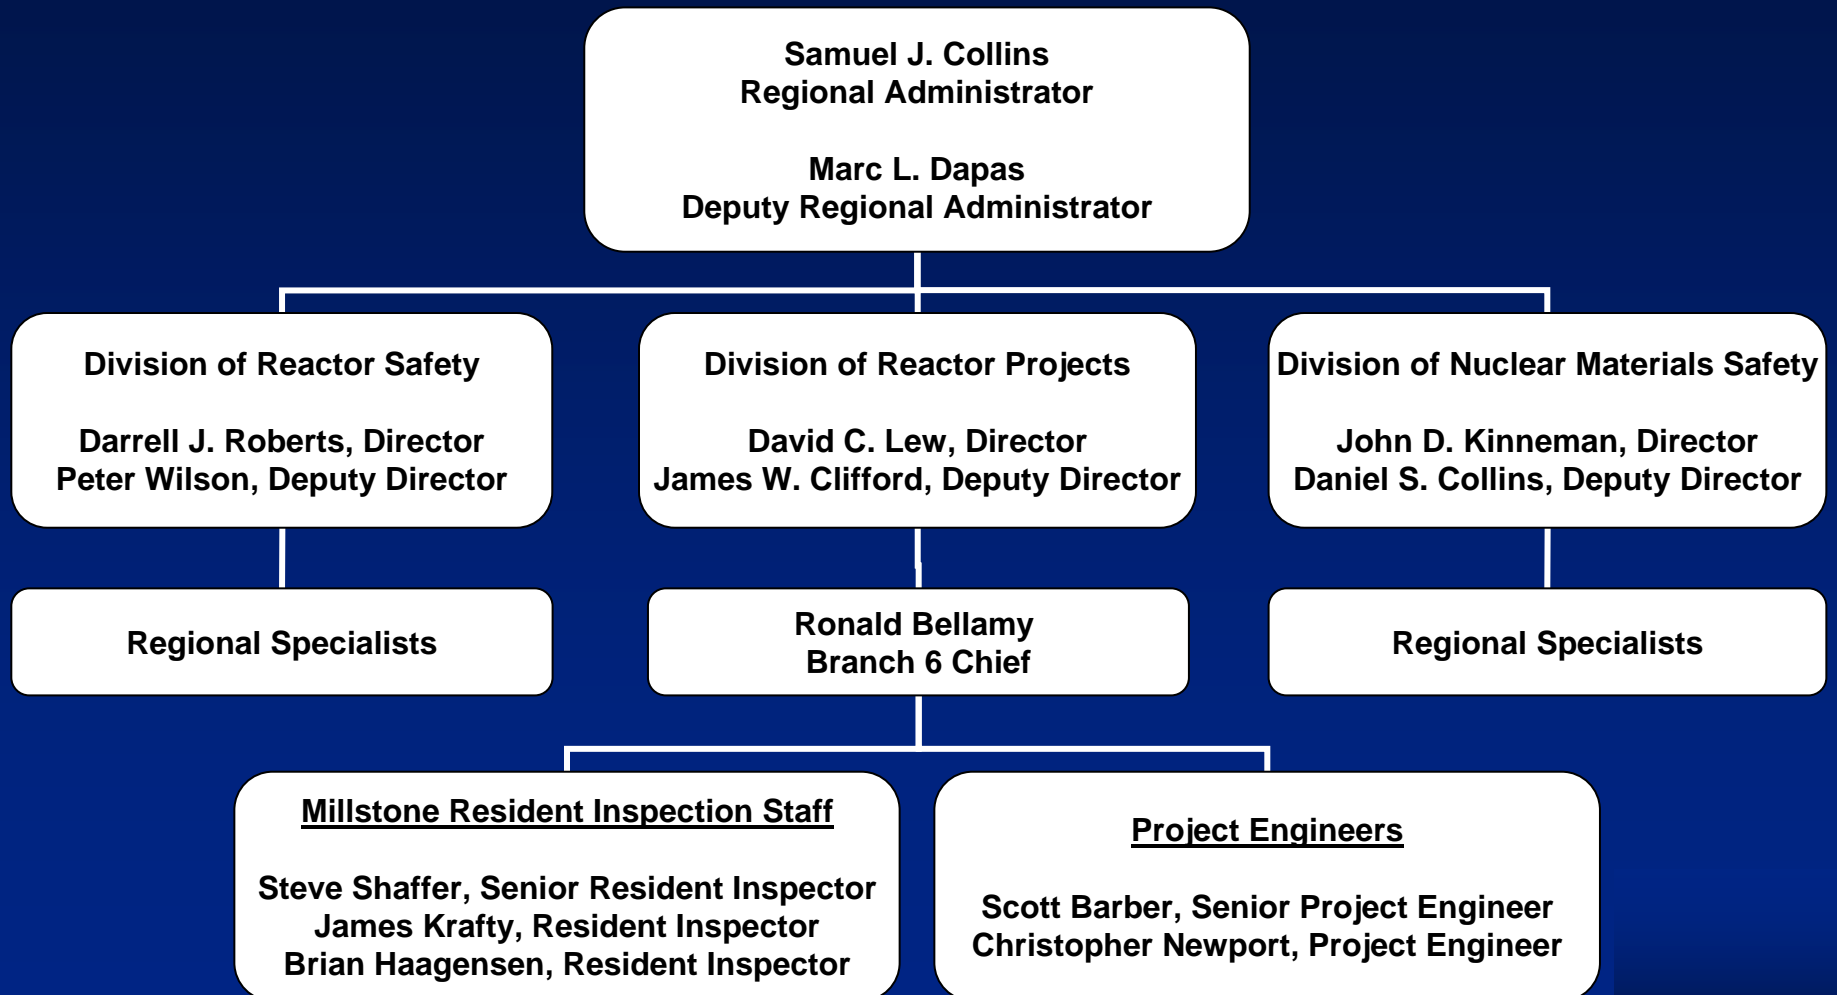 Samuel J. Collins
Regional Administrator
Marc L. Dapas
Deputy Regional Administrator
Division of Reactor Safety
Darrell J. Roberts, Director
Peter Wilson, Deputy Director
Division of Reactor Projects
David C. Lew, Director
James W. Clifford, Deputy Director
Division of Nuclear Materials Safety
John D. Kinneman, Director
Daniel S. Collins, Deputy Director
Regional Specialists
Ronald Bellamy
Branch 6 Chief
Regional Specialists
Millstone Resident Inspection Staff
Steve Shaffer, Senior Resident Inspector
James Krafty, Resident Inspector
Brian Haagensen, Resident Inspector
Project Engineers
Scott Barber, Senior Project Engineer
Christopher Newport, Project Engineer